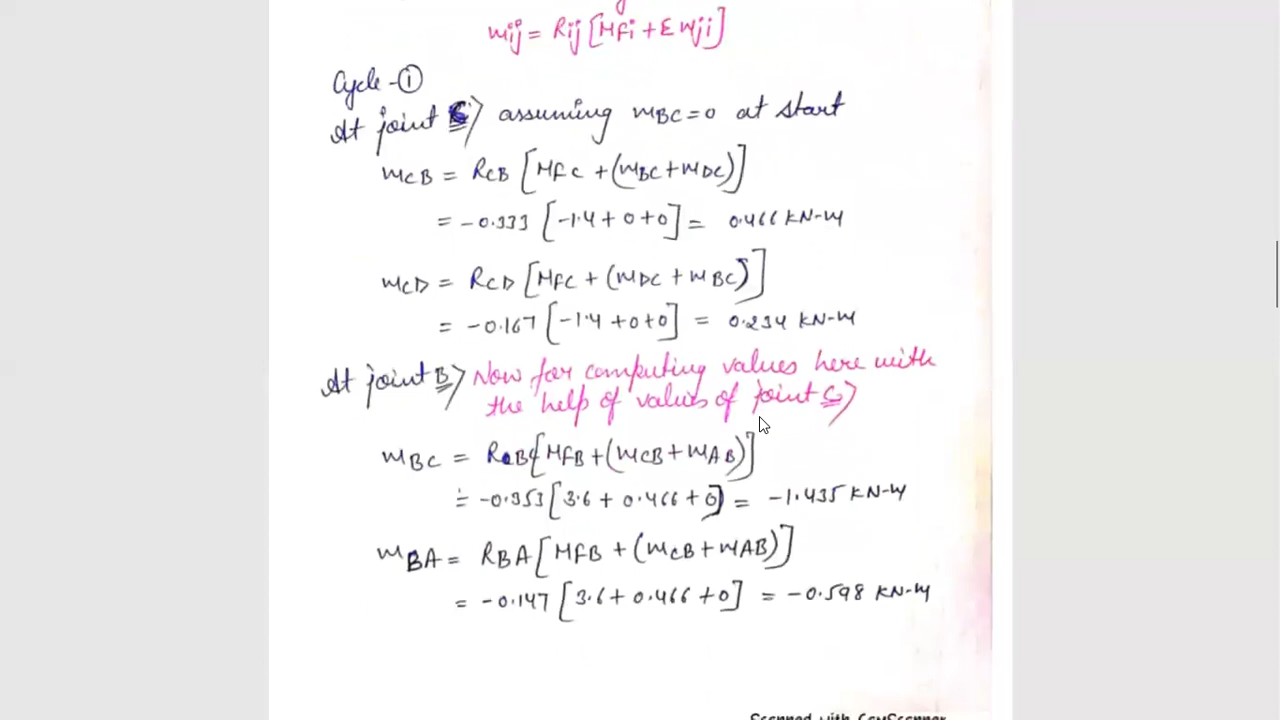 mij = Rij [Mfi + Σ mji]
Cycle -①
At joint C> assuming mBC=0 at start
mCB = RCB [MfC + (mBC + mDC)]
= -0.333 [-1.4 + 0 + 0] = 0.466 KN-M
mCD = RCD [MFC + (mDC + mBC)]
= -0.167 [-1.4 + 0 + 0] = 0.234 KN-M
At joint B> Now for computing values here with
the help of values of joint C>
mBC = RBC[MFB + (mCB + mAB)]
= -0.353 [3.6 + 0.466 + 0] = -1.435 KN-M
mBA = RBA [MFB + (mCB + mAB)]
= -0.147 [3.6 + 0.466 + 0] = -0.598 KN-M
Scanned with CamScanner